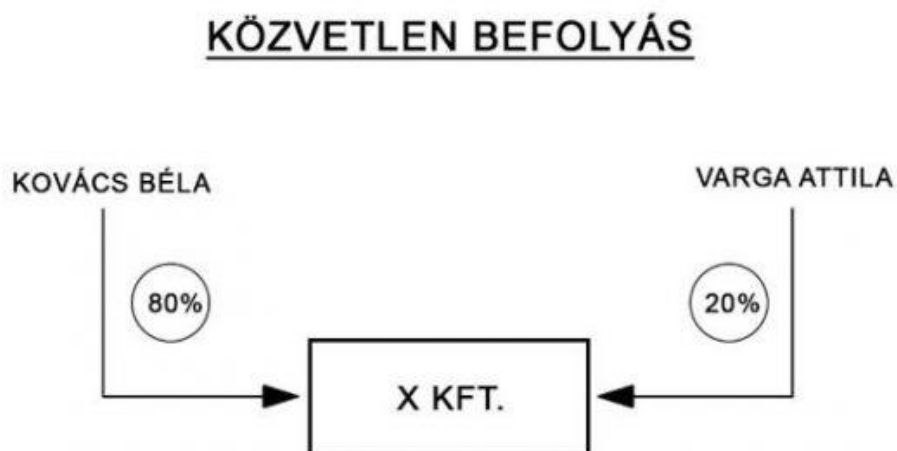 KÖZVETLEN BEFOLYÁS
KOVÁCS BÉLA
VARGA ATTILA
80%
20%
X KFT.